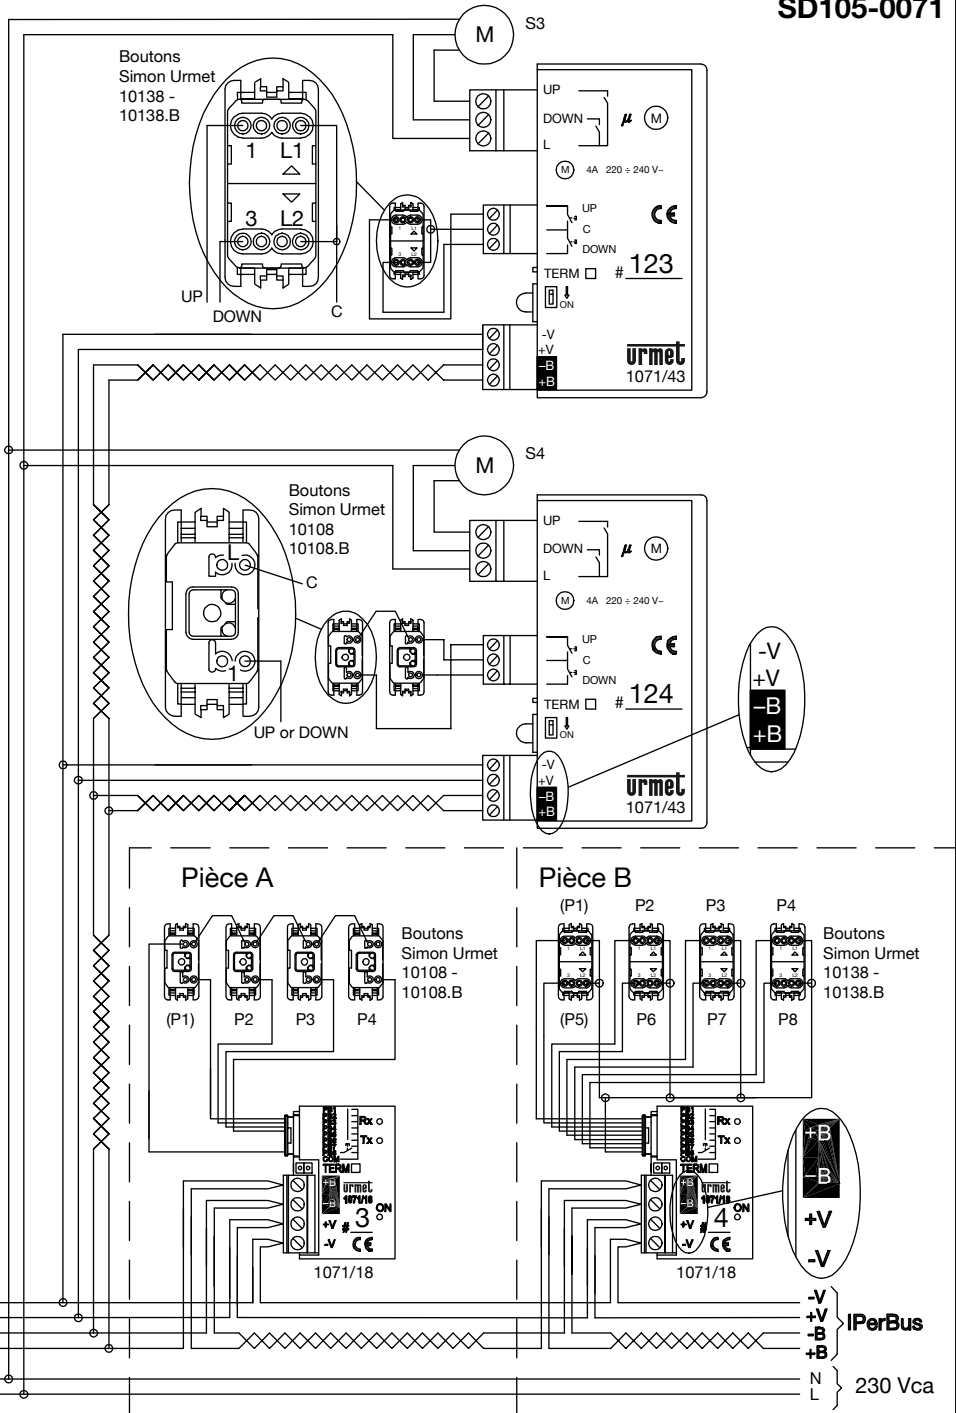 SD105-0071
M
S3
Boutons
Simon Urmet
10138 -
10138.B
1 L1
3 L2
UP
DOWN
C
UP
DOWN
L
µ M
M 4A 220 ÷ 240 V~
UP
C
DOWN
CE
TERM
# 123
ON
-V
+V
-B
+B
urmet
1071/43
M
S4
Boutons
Simon Urmet
10108
10108.B
L
C
1
UP or DOWN
UP
DOWN
L
µ M
M 4A 220 ÷ 240 V~
UP
C
DOWN
CE
TERM
# 124
ON
-V
+V
-B
+B
urmet
1071/43
-V
+V
-B
+B
Pièce A
Boutons
Simon Urmet
10108 -
10108.B
(P1) P2 P3 P4
Rx
Tx
COM
TERM
+B
-B
+V
-V
urmet
1071/18
ON
# 3
CE
1071/18
Pièce B
(P1) P2 P3 P4
Boutons
Simon Urmet
10138 -
10138.B
(P5) P6 P7 P8
Rx
Tx
COM
TERM
+B
-B
+V
-V
urmet
1071/18
ON
# 4
CE
1071/18
+B
-B
+V
-V
-V
+V
-B
+B
IPerBus
N
L
230 Vca